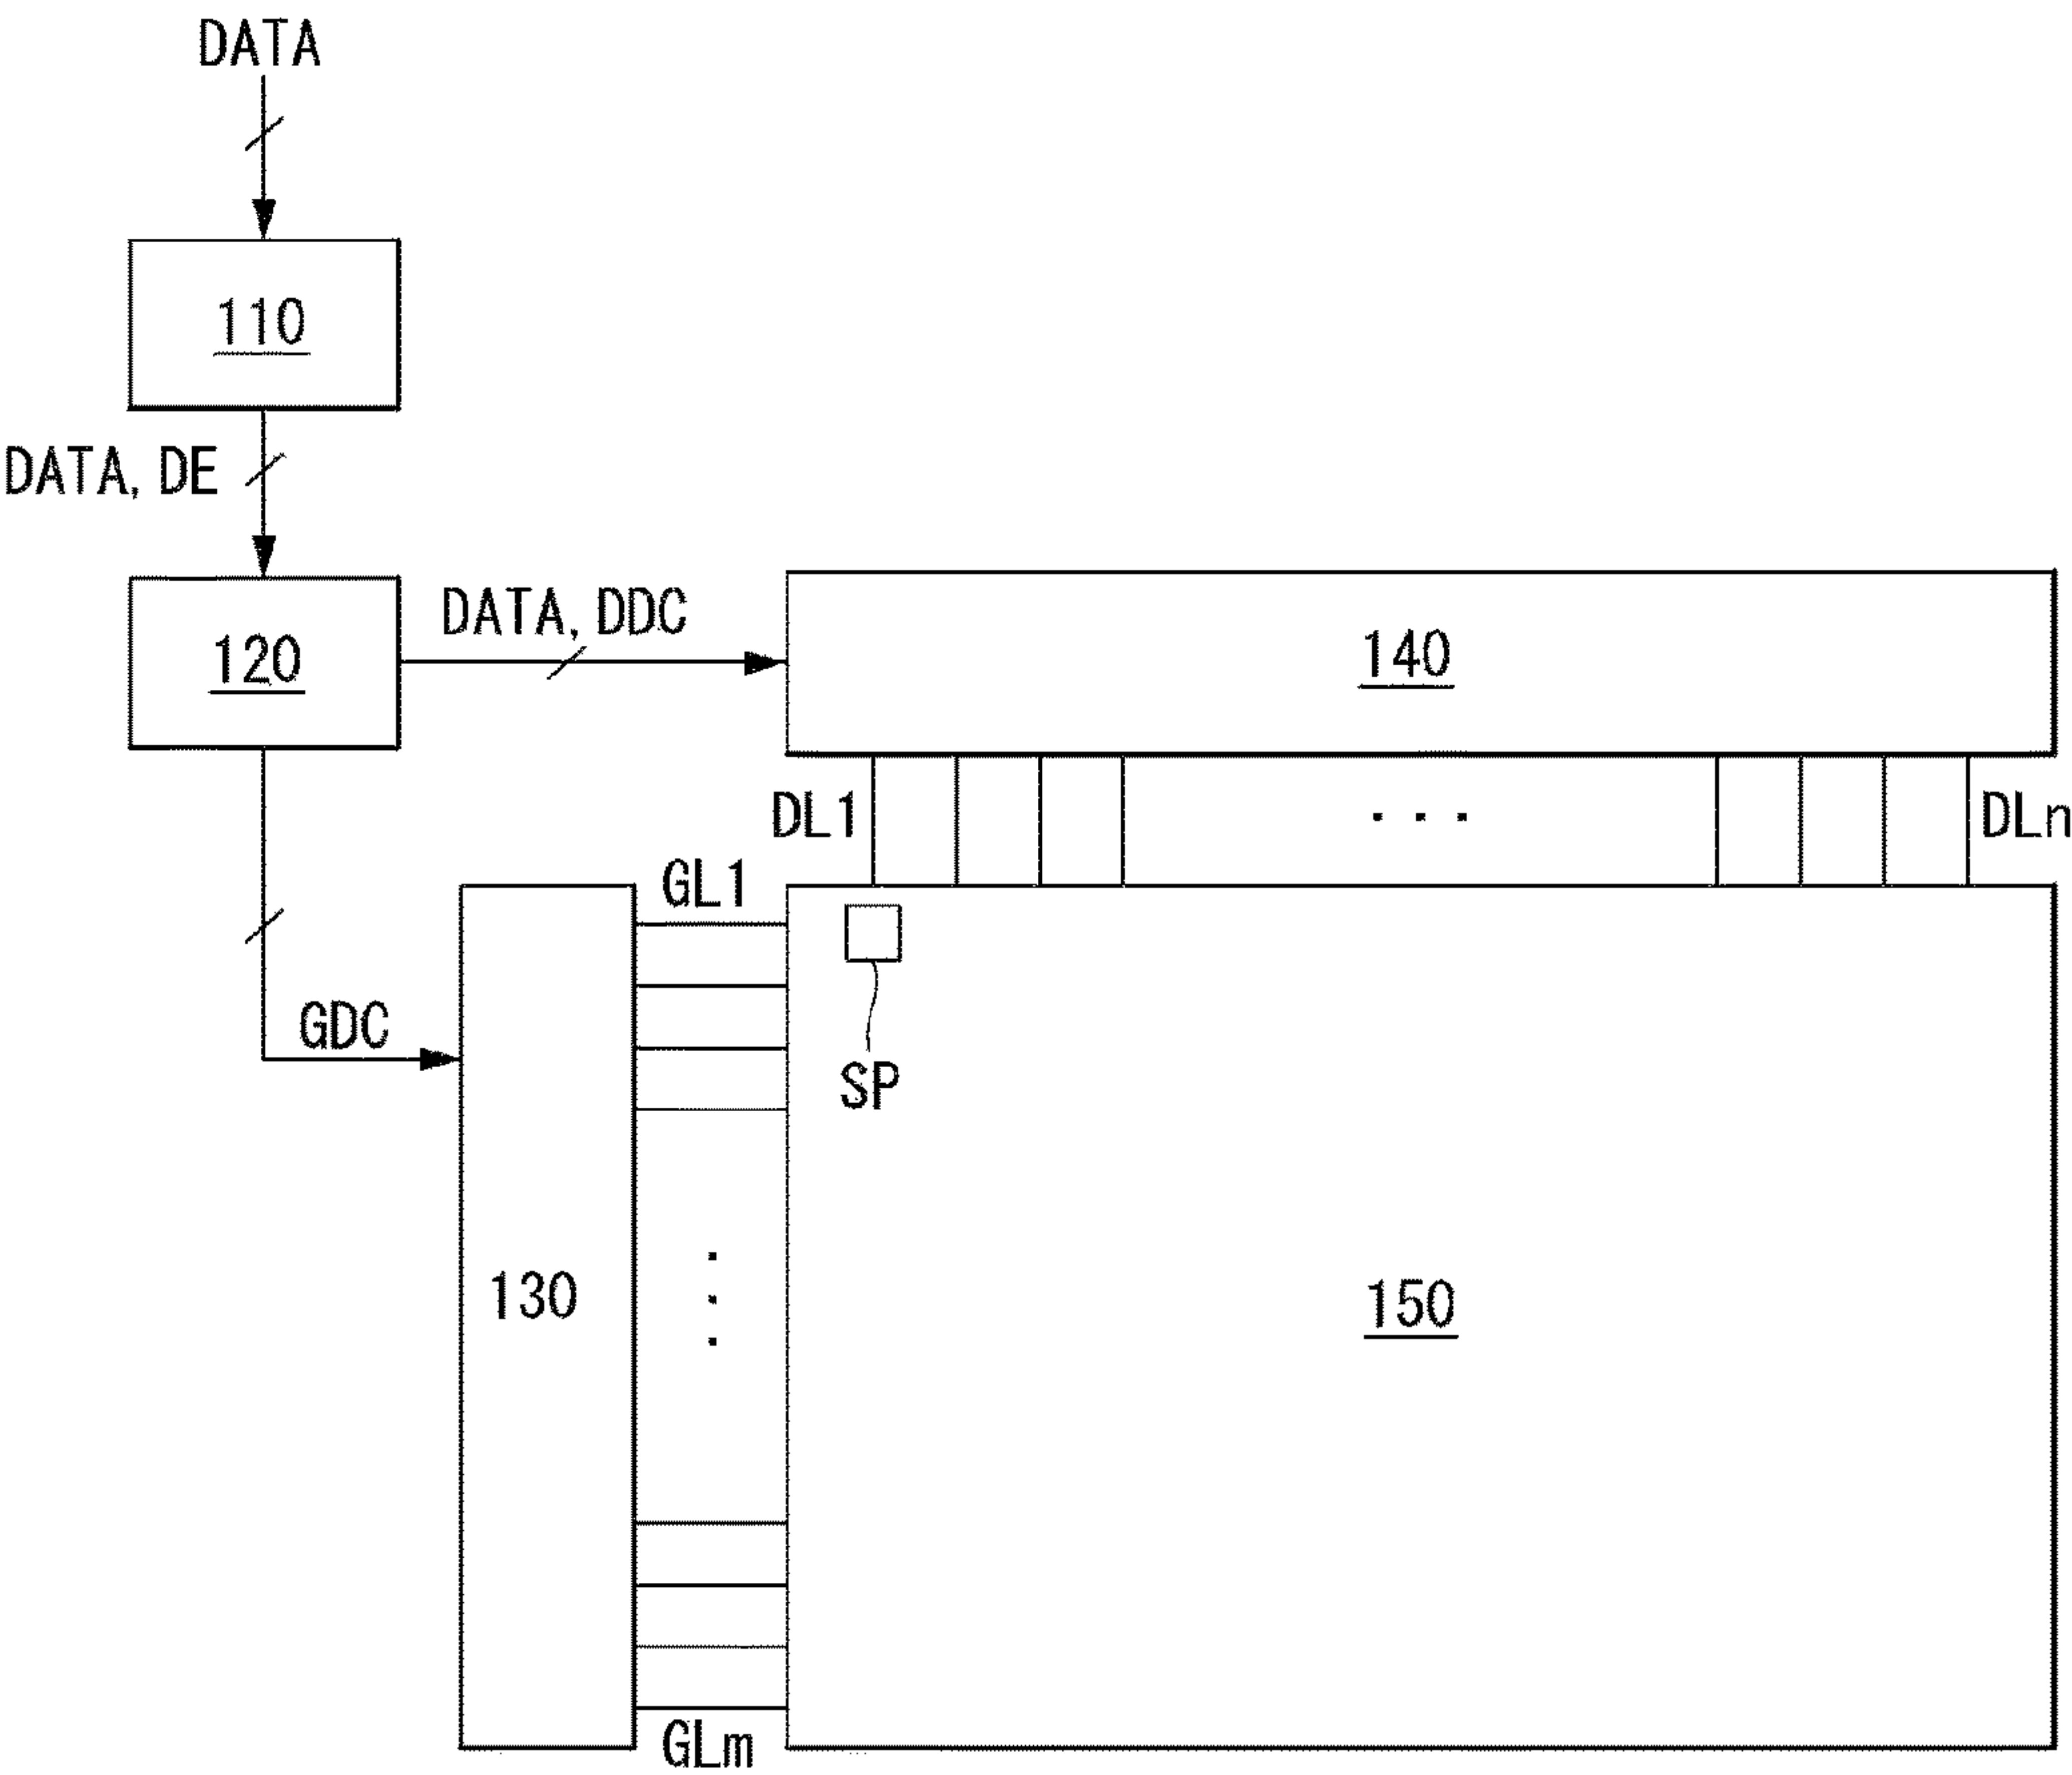 DATA
110
DATA, DE
120
DATA, DDC
140
DL1
. . .
DLn
GL1
GDC
SP
130
150
GLm